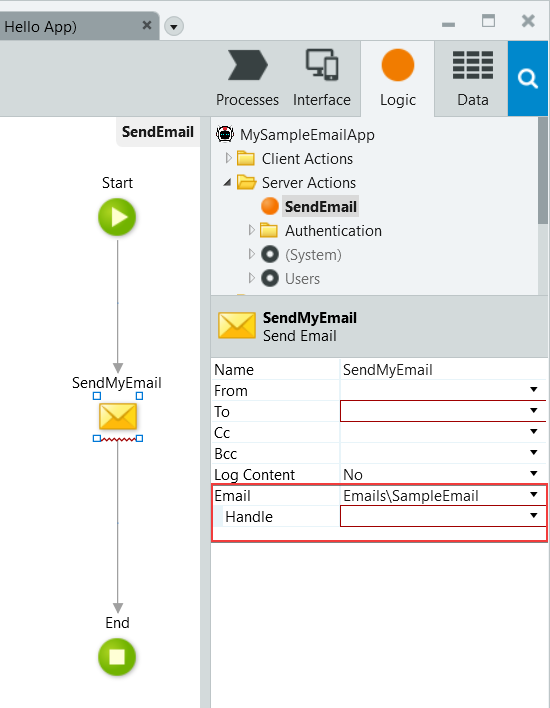 Hello App)
Processes
Interface
Logic
Data
SendEmail
Start
SendMyEmail
End
MySampleEmailApp
Client Actions
Server Actions
SendEmail
Authentication
(System)
Users
SendMyEmail
Send Email
Name SendMyEmail
From
To
Cc
Bcc
Log Content No
Email Emails\SampleEmail
Handle